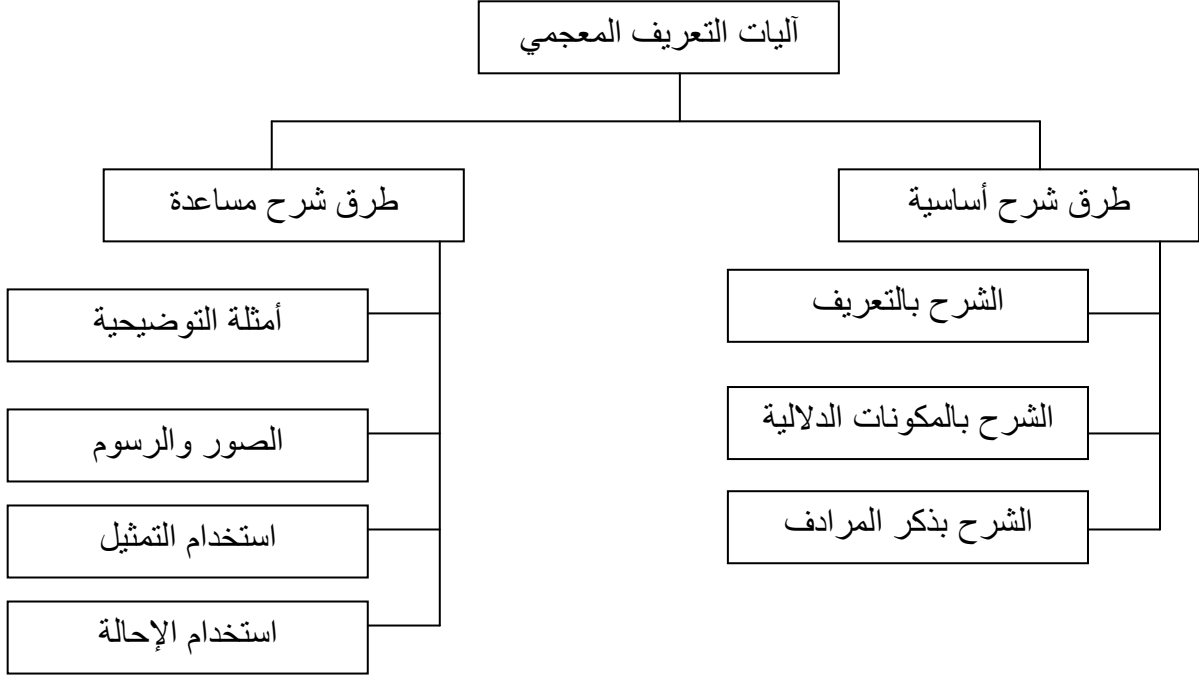 آليات التعريف المعجمي
طرق شرح أساسية
طرق شرح مساعدة
الشرح بالتعريف
الشرح بالمكونات الدلالية
الشرح بذكر المرادف
أمثلة التوضيحية
الصور والرسوم
استخدام التمثيل
استخدام الإحالة